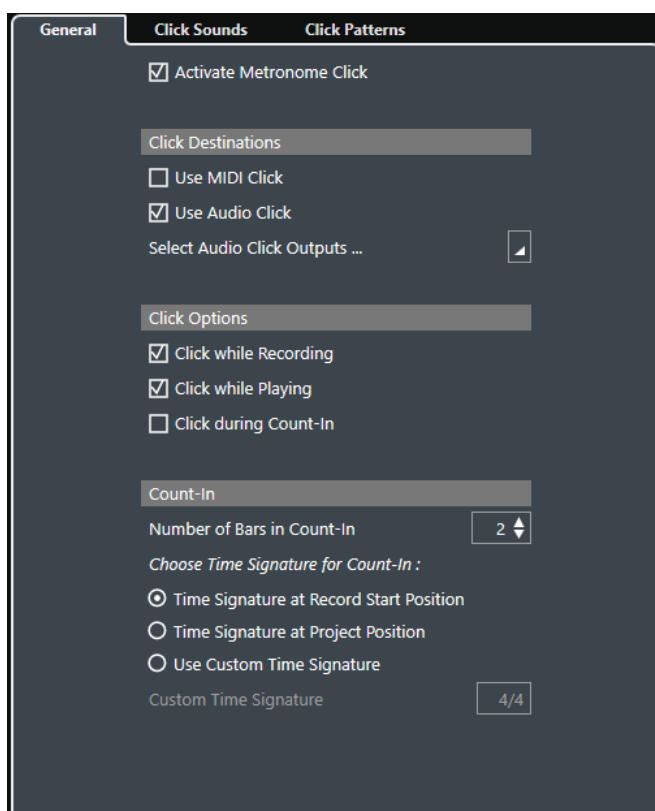 General Click Sounds Click Patterns
Activate Metronome Click
Click Destinations
Use MIDI Click
Use Audio Click
Select Audio Click Outputs ...
Click Options
Click while Recording
Click while Playing
Click during Count-In
Count-In
Number of Bars in Count-In 2
Choose Time Signature for Count-In :
Time Signature at Record Start Position
Time Signature at Project Position
Use Custom Time Signature
Custom Time Signature 4/4